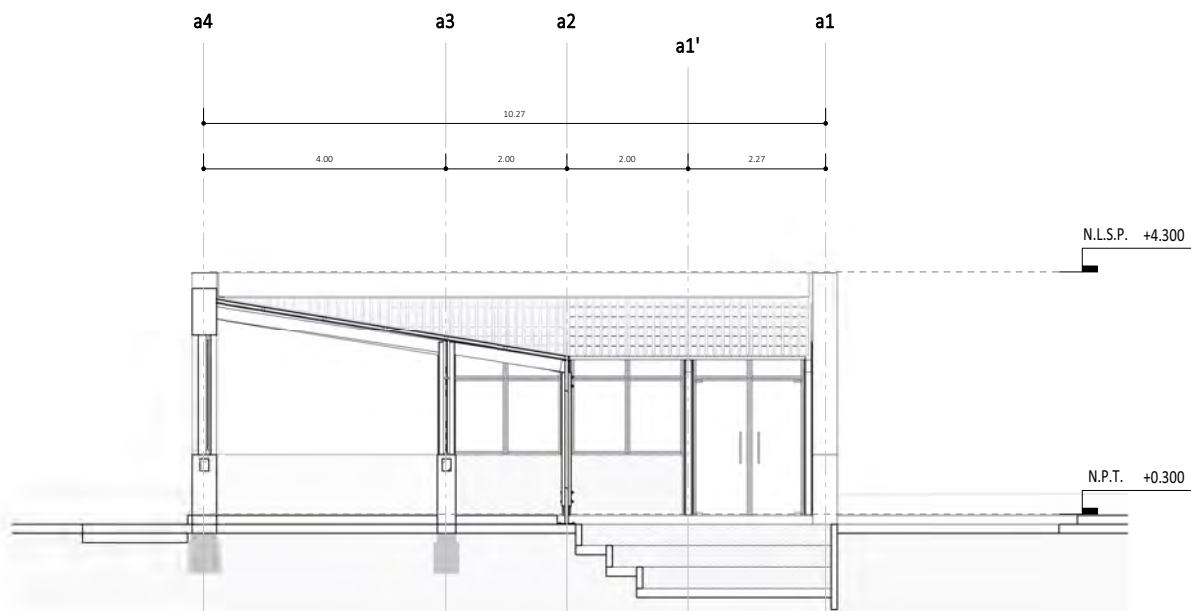 a4 a3 a2 a1' a1
10.27
4.00 2.00 2.00 2.27
N.L.S.P. +4.300
N.P.T. +0.300